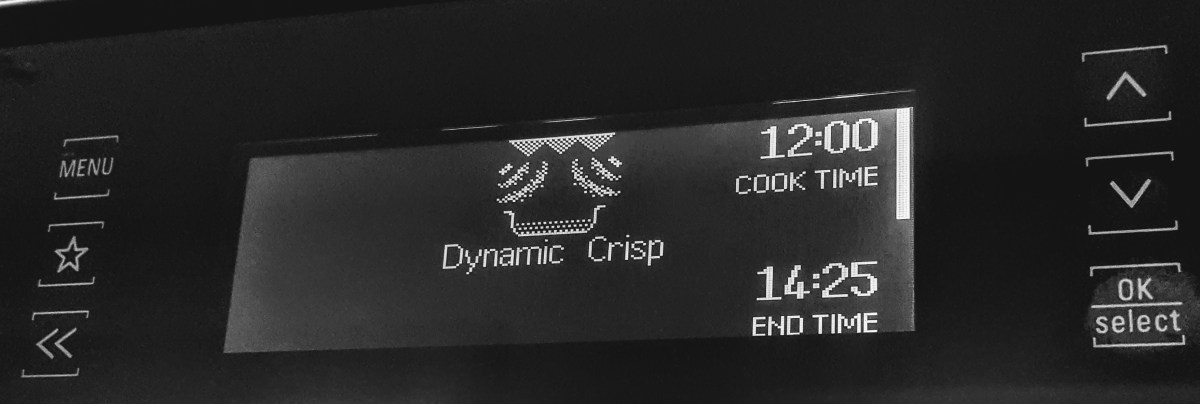 MENU
12:00
COOK TIME
Dynamic Crisp
14:25
END TIME
OK
select